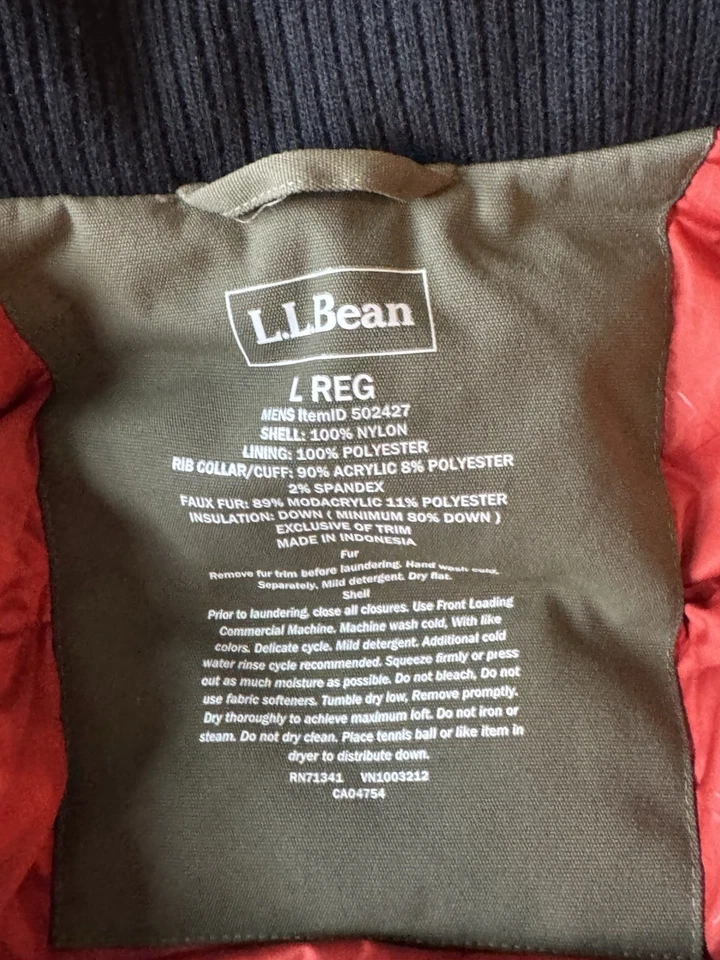 L.L.Bean
L REG
MENS ItemID 502427
SHELL: 100% NYLON
LINING: 100% POLYESTER
RIB COLLAR/CUFF: 90% ACRYLIC 8% POLYESTER
2% SPANDEX
FAUX FUR: 89% MODACRYLIC 11% POLYESTER
INSULATION: DOWN ( MINIMUM 80% DOWN )
EXCLUSIVE OF TRIM
MADE IN INDONESIA
Fur
Remove fur trim before laundering. Hand wash cold,
Separately, Mild detergent. Dry flat.
Shell
Prior to laundering, close all closures. Use Front Loading
Commercial Machine. Machine wash cold, With like
colors. Delicate cycle. Mild detergent. Additional cold
water rinse cycle recommended. Squeeze firmly or press
out as much moisture as possible. Do not bleach, Do not
use fabric softeners. Tumble dry low, Remove promptly.
Dry thoroughly to achieve maximum loft. Do not iron or
steam. Do not dry clean. Place tennis ball or like item in
dryer to distribute down.
RN71341 VN1003212
CA04754